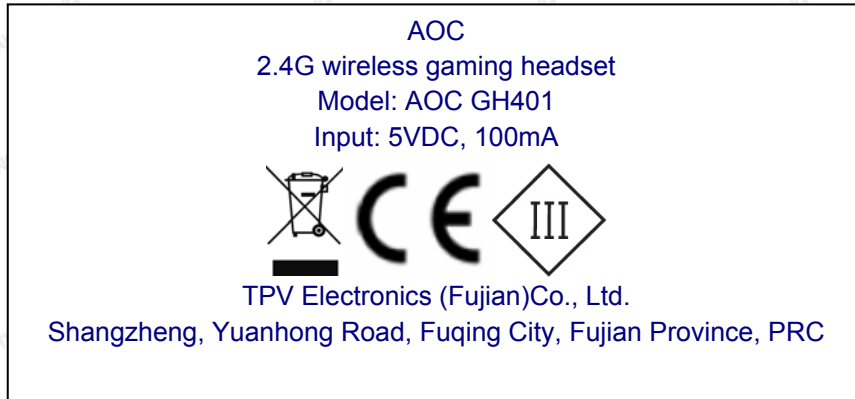 AOC
2.4G wireless gaming headset
Model: AOC GH401
Input: 5VDC, 100mA
CE III
TPV Electronics (Fujian)Co., Ltd.
Shangzheng, Yuanhong Road, Fuqing City, Fujian Province, PRC